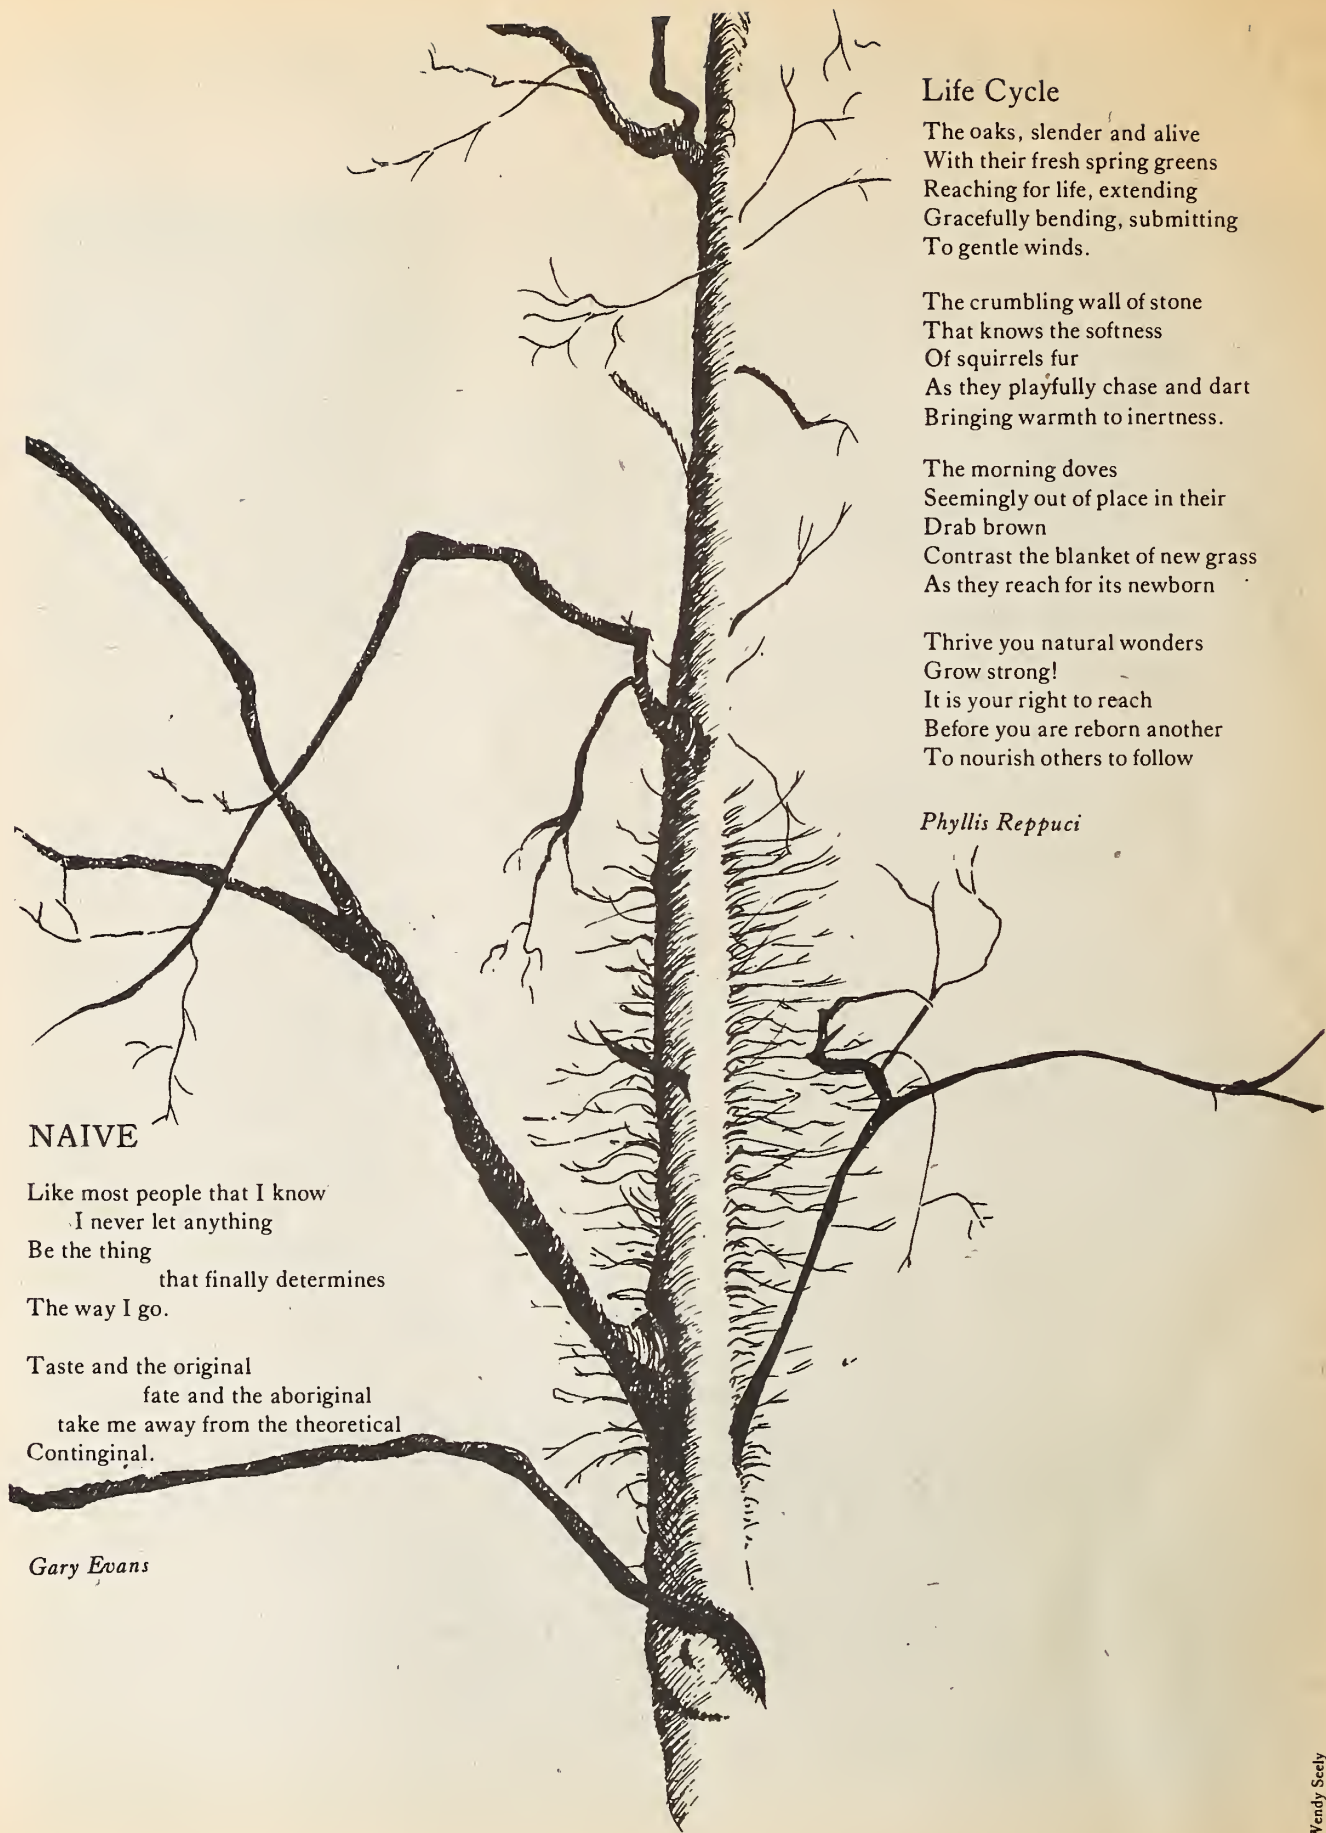 Life Cycle
The oaks, slender and alive
With their fresh spring greens
Reaching for life, extending
Gracefully bending, submitting
To gentle winds.
The crumbling wall of stone
That knows the softness
Of squirrels fur
As they playfully chase and dart
Bringing warmth to inertness.
The morning doves
Seemingly out of place in their
Drab brown
Contrast the blanket of new grass
As they reach for its newborn
Thrive you natural wonders
Grow strong!
It is your right to reach
Before you are reborn another
To nourish others to follow
Phyllis Reppuci
NAIVE
Like most people that I know
I never let anything
Be the thing
that finally determines
The way I go.
Taste and the original
fate and the aboriginal
take me away from the theoretical
Continginal.
Gary Evans
Wendy Seely